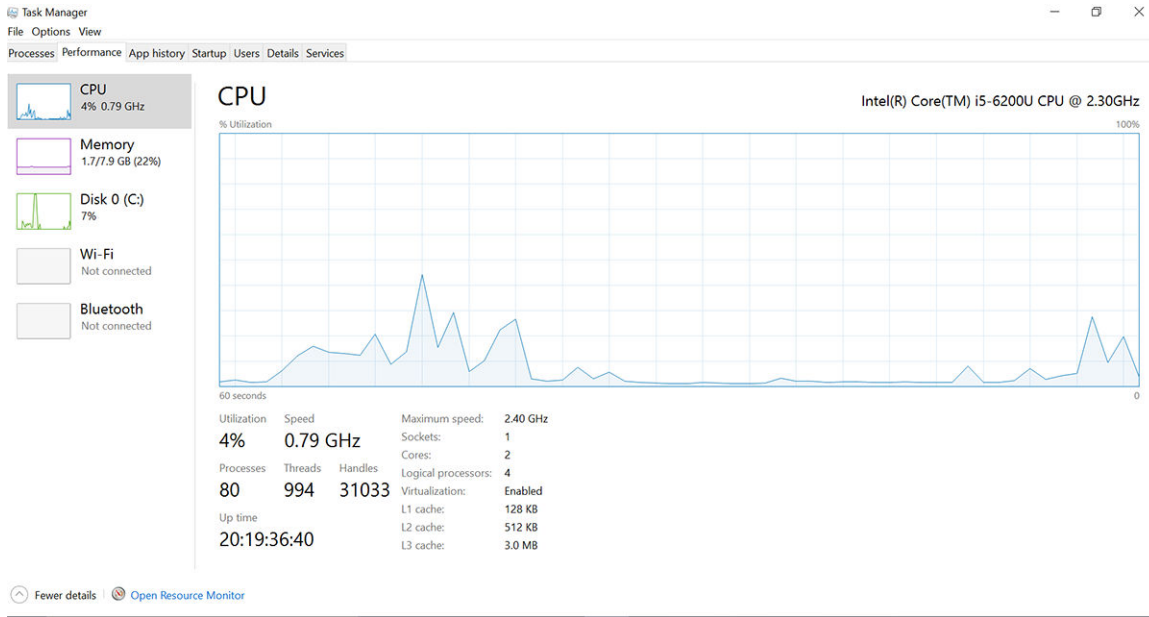 Task Manager
File Options View
Processes Performance App history Startup Users Details Services
CPU
4% 0.79 GHz
Memory
1.7/7.9 GB (22%)
Disk 0 (C:)
7%
Wi-Fi
Not connected
Bluetooth
Not connected
CPU
Intel(R) Core(TM) i5-6200U CPU @ 2.30GHz
% Utilization 100%
60 seconds 0
Utilization Speed
4% 0.79 GHz
Processes Threads Handles
80 994 31033
Up time
20:19:36:40
Maximum speed: 2.40 GHz
Sockets: 1
Cores: 2
Logical processors: 4
Virtualization: Enabled
L1 cache: 128 KB
L2 cache: 512 KB
L3 cache: 3.0 MB
Fewer details Open Resource Monitor